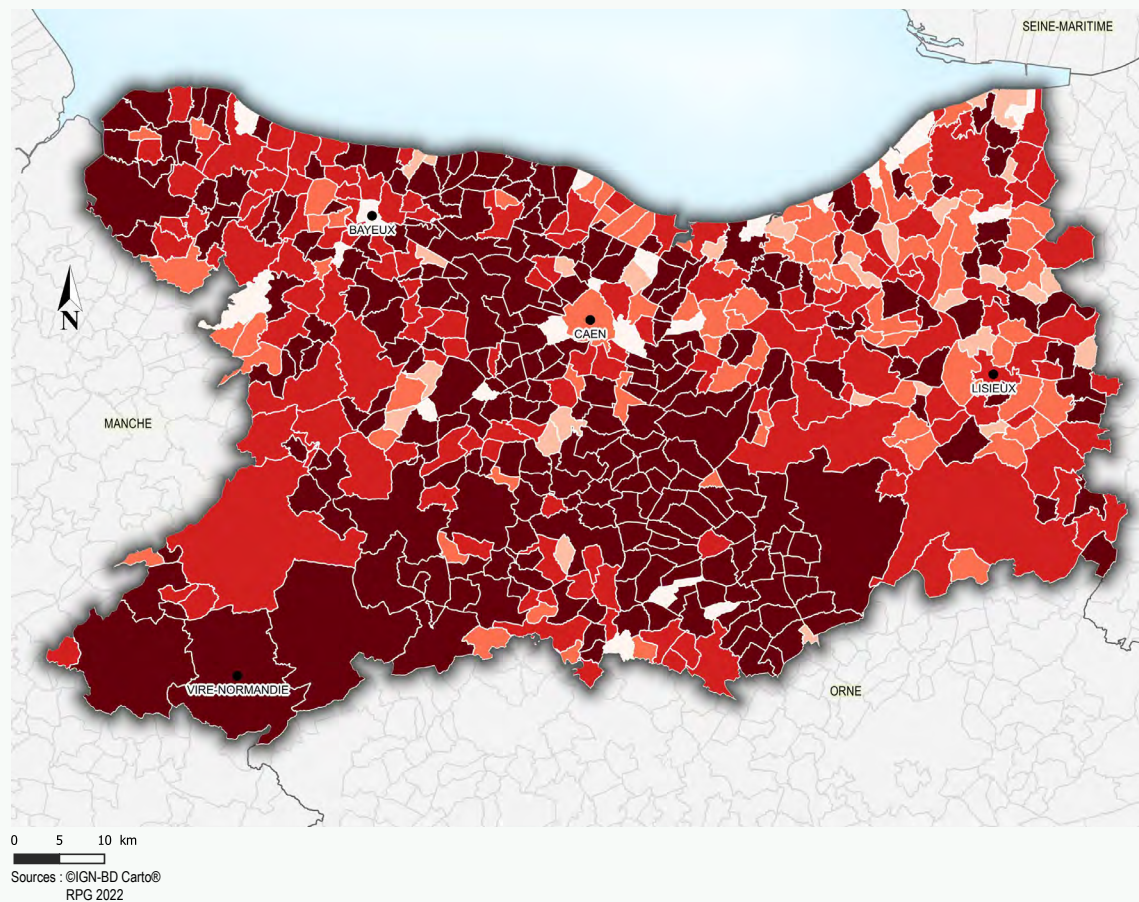 SEINE-MARITIME
BAYEUX
N
CAEN
LISIEUX
MANCHE
VIRE-NORMANDIE
ORNE
0 5 10 km
Sources : ©IGN-BD Carto®
RPG 2022